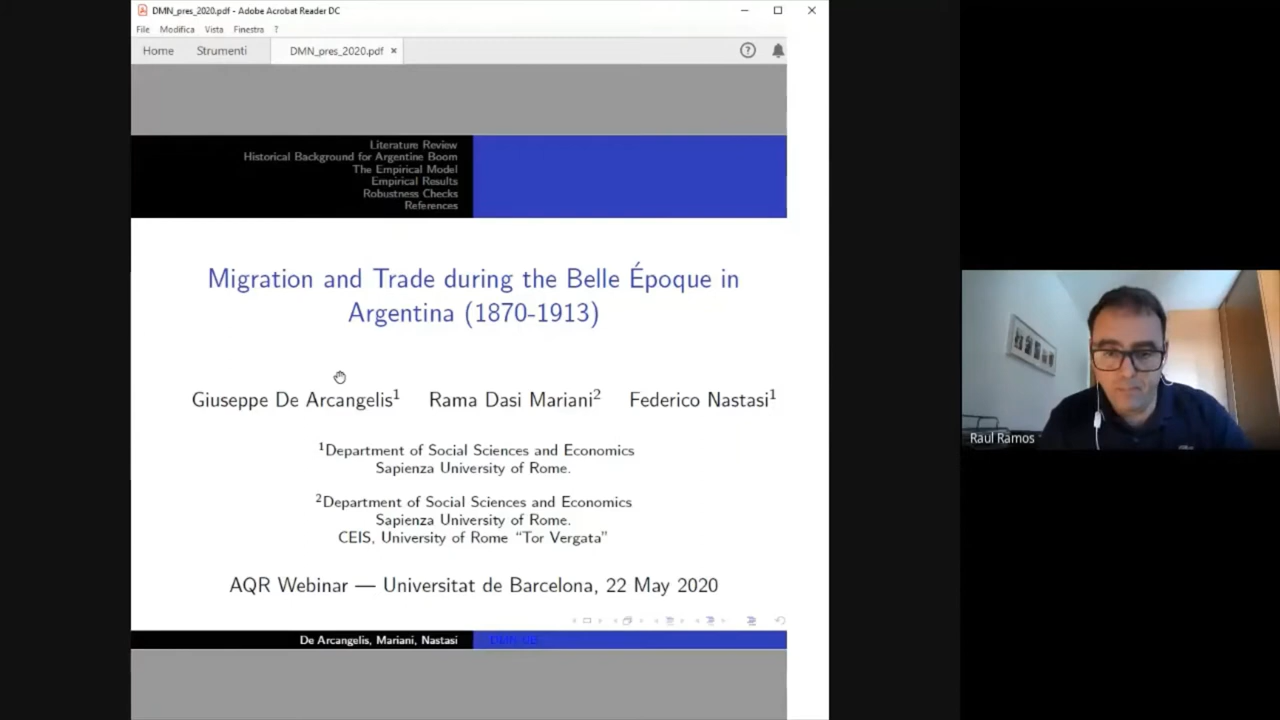 DMN_pres_2020.pdf - Adobe Acrobat Reader DC
File Modifica Vista Finestra ?
Home Strumenti DMN_pres_2020.pdf ×
Literature Review
Historical Background for Argentine Boom
The Empirical Model
Empirical Results
Robustness Checks
References
Migration and Trade during the Belle Époque in
Argentina (1870-1913)
Giuseppe De Arcangelis¹ Rama Dasi Mariani² Federico Nastasi¹
¹Department of Social Sciences and Economics
Sapienza University of Rome.
²Department of Social Sciences and Economics
Sapienza University of Rome.
CEIS, University of Rome “Tor Vergata”
AQR Webinar — Universitat de Barcelona, 22 May 2020
De Arcangelis, Mariani, Nastasi DMN UB
Raul Ramos